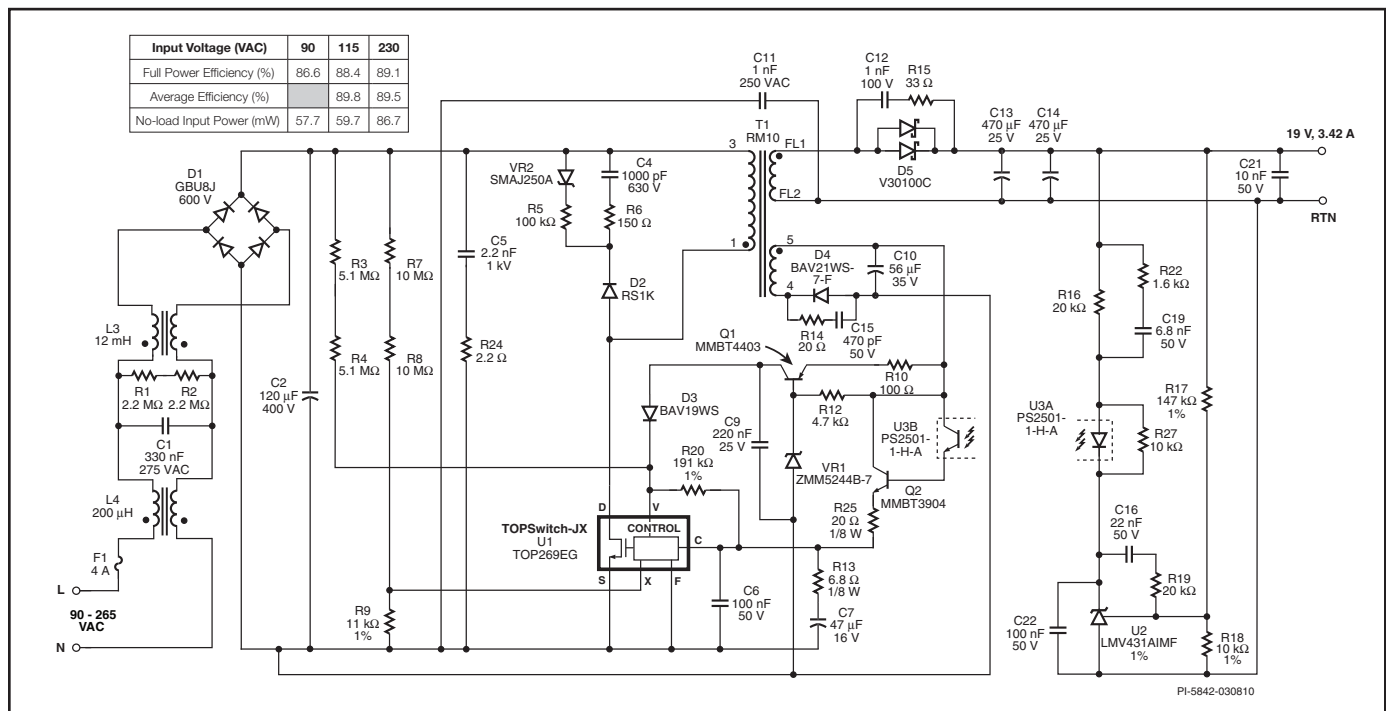 Input Voltage (VAC) 90 115 230
Full Power Efficiency (%) 86.6 88.4 89.1
Average Efficiency (%) 89.8 89.5
No-load Input Power (mW) 57.7 59.7 86.7
C11
1 nF
250 VAC
C12
1 nF
100 V
R15
33 Ω
D5
V30100C
C13
470 μF
25 V
C14
470 μF
25 V
19 V, 3.42 A
C21
10 nF
50 V
RTN
T1
RM10
3
1
FL1
FL2
5
4
D1
GBU8J
600 V
VR2
SMAJ250A
C4
1000 pF
630 V
R5
100 kΩ
R6
150 Ω
C5
2.2 nF
1 kV
R3
5.1 MΩ
R7
10 MΩ
D2
RS1K
D4
BAV21WS-
7-F
C10
56 μF
35 V
R14
20 Ω
C15
470 pF
50 V
R16
20 kΩ
R22
1.6 kΩ
C19
6.8 nF
50 V
L3
12 mH
R4
5.1 MΩ
R8
10 MΩ
R24
2.2 Ω
Q1
MMBT4403
R10
100 Ω
R1
2.2 MΩ
R2
2.2 MΩ
C2
120 μF
400 V
D3
BAV19WS
C9
220 nF
25 V
R12
4.7 kΩ
U3B
PS2501-
1-H-A
U3A
PS2501-
1-H-A
R17
147 kΩ
1%
R27
10 kΩ
C1
330 nF
275 VAC
R20
191 kΩ
1%
VR1
ZMM5244B-7
Q2
MMBT3904
L4
200 μH
R25
20 Ω
1/8 W
C16
22 nF
50 V
D
V
TOPSwitch-JX
U1
TOP269EG
CONTROL
C
S
X
F
F1
4 A
L
90 - 265
VAC
N
R9
11 kΩ
1%
C6
100 nF
50 V
R13
6.8 Ω
1/8 W
C7
47 μF
16 V
R19
20 kΩ
C22
100 nF
50 V
U2
LMV431AIMF
1%
R18
10 kΩ
1%
PI-5842-030810